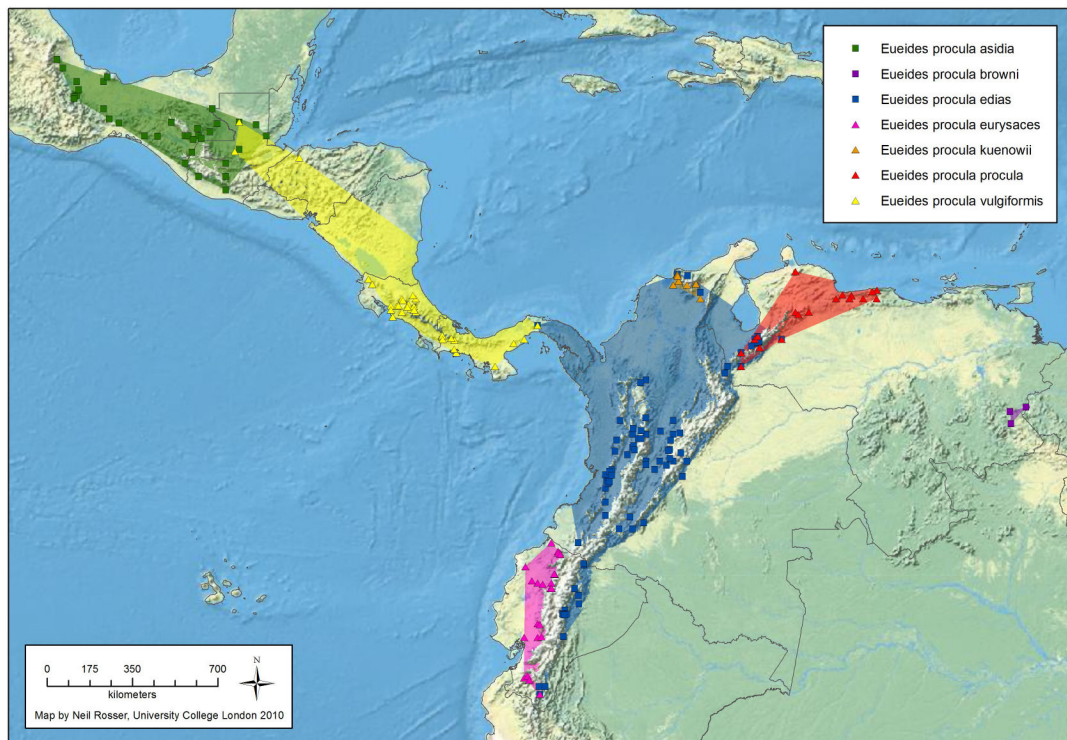 Eueides procula asidia
Eueides procula browni
Eueides procula edias
Eueides procula eurysaces
Eueides procula kuenowii
Eueides procula procula
Eueides procula vulgiformis
0 175 350 700
kilometers
N
Map by Neil Rosser, University College London 2010